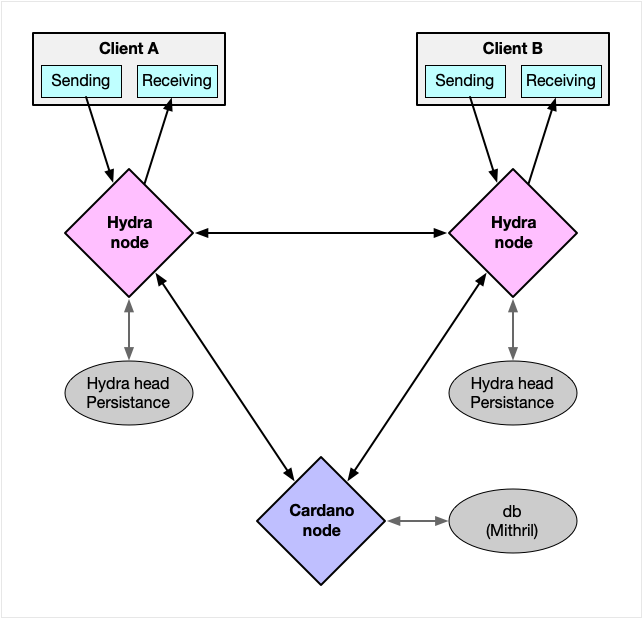 Client A
Client B
Sending
Receiving
Sending
Receiving
Hydra
node
Hydra
node
Hydra head
Persistance
Hydra head
Persistance
Cardano
node
db
(Mithril)